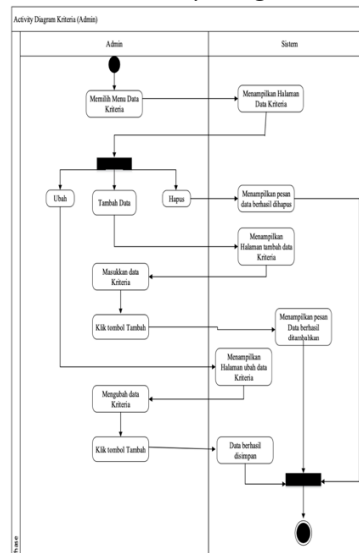 Activity Diagram Kriteria (Admin)
Admin
Sistem
Memilih Menu Data
Kriteria
Menampilkan Halaman
Data Kriteria
Ubah
Tambah Data
Hapus
Menampilkan pesan
data berhasil dihapus
Menampilkan
Halaman tambah data
Kriteria
Masukkan data
Kriteria
Klik tombol Tambah
Menampilkan pesan
Data berhasil
ditambahkan
Menampilkan
Halaman ubah data
Kriteria
Mengubah data
Kriteria
Klik tombol Tambah
Data berhasil
disimpan